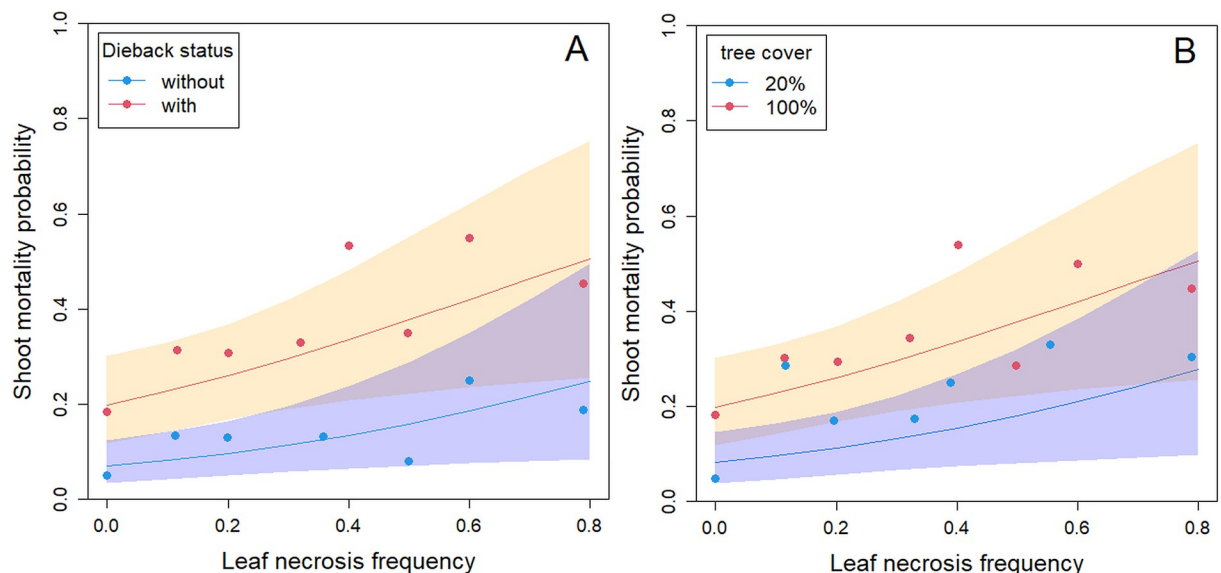 A
Dieback status
without
with
Shoot mortality probability
1.0
0.8
0.6
0.4
0.2
0.0
0.0 0.2 0.4 0.6 0.8
Leaf necrosis frequency
B
tree cover
20%
100%
Shoot mortality probability
1.0
0.8
0.6
0.4
0.2
0.0
0.0 0.2 0.4 0.6 0.8
Leaf necrosis frequency